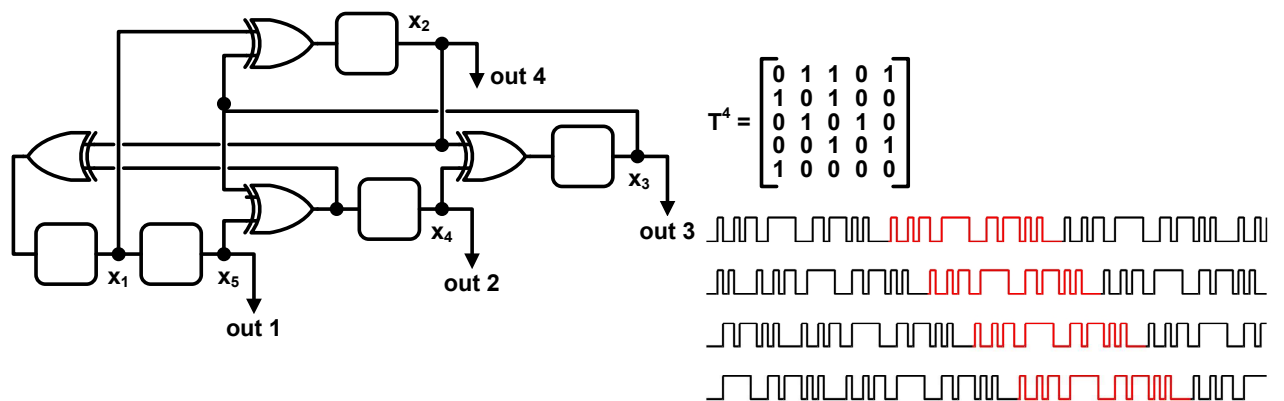 x2
out 4
x3
out 3
x4
out 2
x1
x5
out 1
T4 =
0 1 1 0 1
1 0 1 0 0
0 1 0 1 0
0 0 1 0 1
1 0 0 0 0